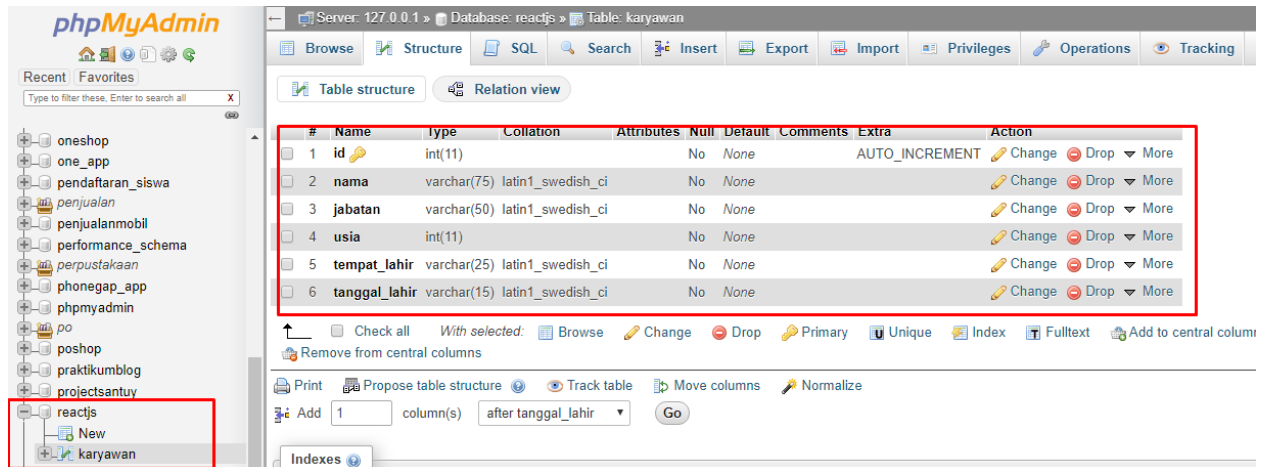 phpMyAdmin
Recent Favorites
Type to filter these, Enter to search all X
oneshop
one_app
pendaftaran_siswa
penjualan
penjualanmobil
performance_schema
perpustakaan
phonegap_app
phpmyadmin
po
poshop
praktikumblog
projectsantuy
reactjs
New
karyawan
Server: 127.0.0.1 » Database: reactjs » Table: karyawan
Browse Structure SQL Search Insert Export Import Privileges Operations Tracking
Table structure Relation view
# Name Type Collation Attributes Null Default Comments Extra Action
1 id int(11) No None AUTO_INCREMENT Change Drop More
2 nama varchar(75) latin1_swedish_ci No None Change Drop More
3 jabatan varchar(50) latin1_swedish_ci No None Change Drop More
4 usia int(11) No None Change Drop More
5 tempat_lahir varchar(25) latin1_swedish_ci No None Change Drop More
6 tanggal_lahir varchar(15) latin1_swedish_ci No None Change Drop More
Check all With selected: Browse Change Drop Primary Unique Index Fulltext Add to central colum
Remove from central columns
Print Propose table structure Track table Move columns Normalize
Add 1 column(s) after tanggal_lahir Go
Indexes